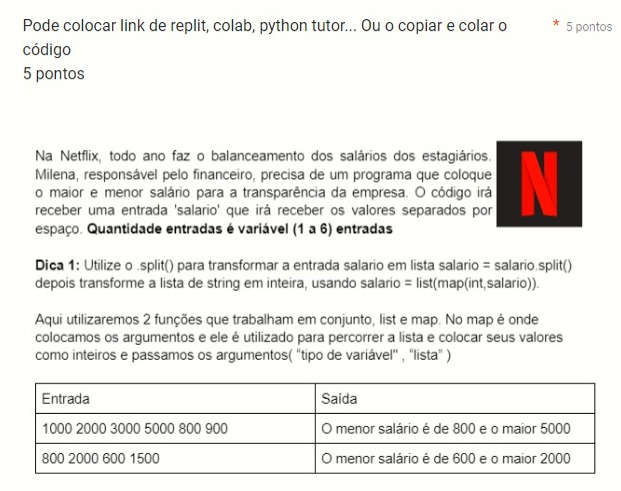 Pode colocar link de replit, colab, python tutor... Ou o copiar e colar o * 5 pontos
código
5 pontos
Na Netflix, todo ano faz o balanceamento dos salários dos estagiários.
Milena, responsável pelo financeiro, precisa de um programa que coloque
o maior e menor salário para a transparência da empresa. O código irá
receber uma entrada 'salario' que irá receber os valores separados por
espaço. Quantidade entradas é variável (1 a 6) entradas
N
Dica 1: Utilize o .split() para transformar a entrada salario em lista salario = salario.split()
depois transforme a lista de string em inteira, usando salario = list(map(int,salario)).
Aqui utilizaremos 2 funções que trabalham em conjunto, list e map. No map é onde
colocamos os argumentos e ele é utilizado para percorrer a lista e colocar seus valores
como inteiros e passamos os argumentos( “tipo de variável” , “lista” )
Entrada Saída
1000 2000 3000 5000 800 900 O menor salário é de 800 e o maior 5000
800 2000 600 1500 O menor salário é de 600 e o maior 2000